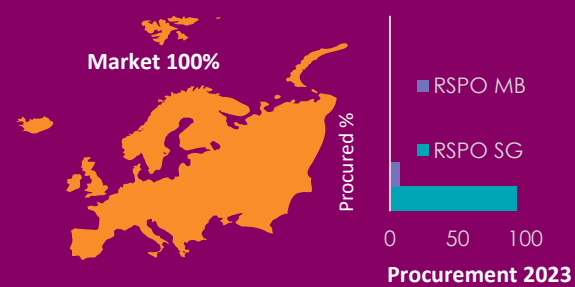 Market 100%
RSPO MB
RSPO SG
Procured %
0 50 100
Procurement 2023